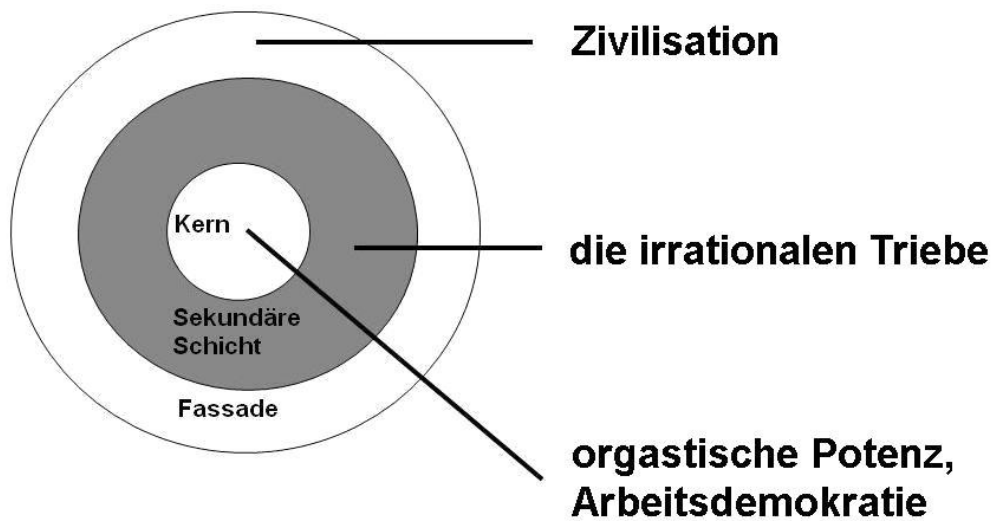 Zivilisation
Kern
die irrationalen Triebe
Sekundäre
Schicht
Fassade
orgastische Potenz,
Arbeitsdemokratie